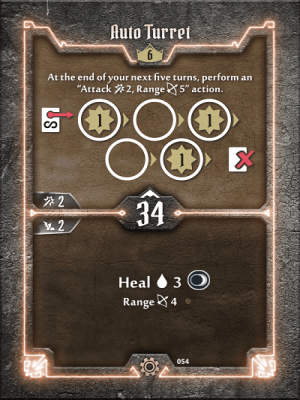 Auto Turret
6
At the end of your next five turns, perform an
"Attack 2, Range 5" action.
S 1 1
1
2
34
2
Heal 3
Range 4
054